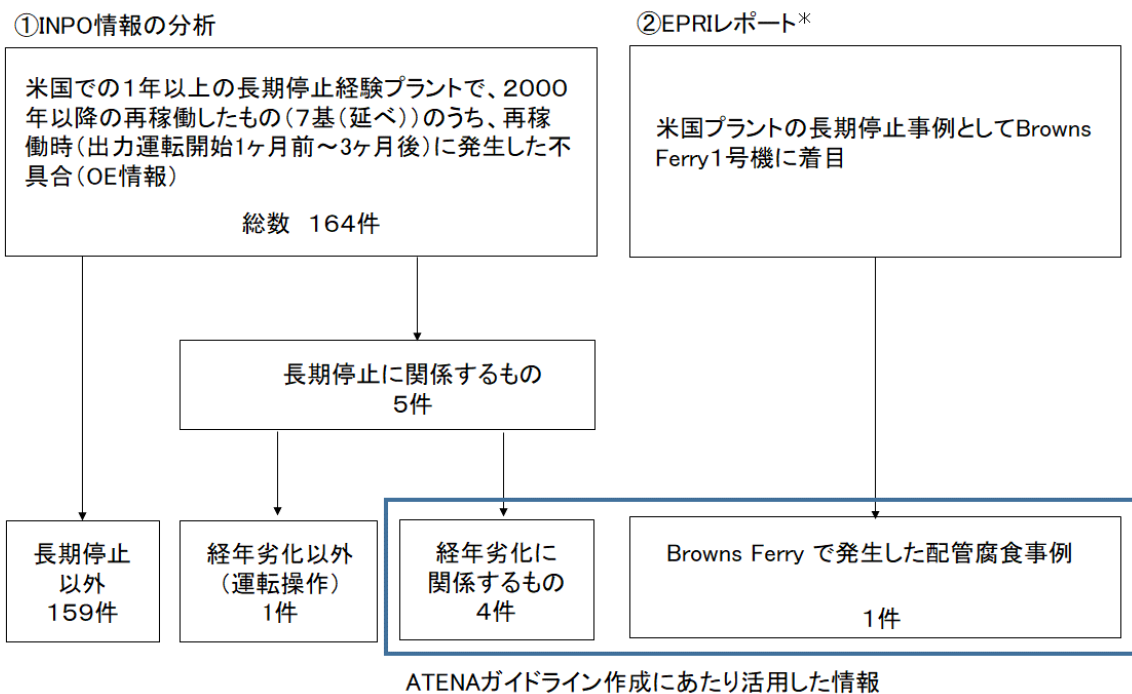 ①INPO情報の分析
②EPRIレポート*
米国での1年以上の長期停止経験プラントで、2000
年以降の再稼働したもの(7基(延べ))のうち、再稼
働時(出力運転開始1ヶ月前～3ヶ月後)に発生した不
具合(OE情報)
総数 164件
米国プラントの長期停止事例としてBrowns
Ferry1号機に着目
長期停止に関係するもの
5件
長期停止
以外
159件
経年劣化以外
(運転操作)
1件
経年劣化に
関係するもの
4件
Browns Ferry で発生した配管腐食事例
1件
ATENAガイドライン作成にあたり活用した情報